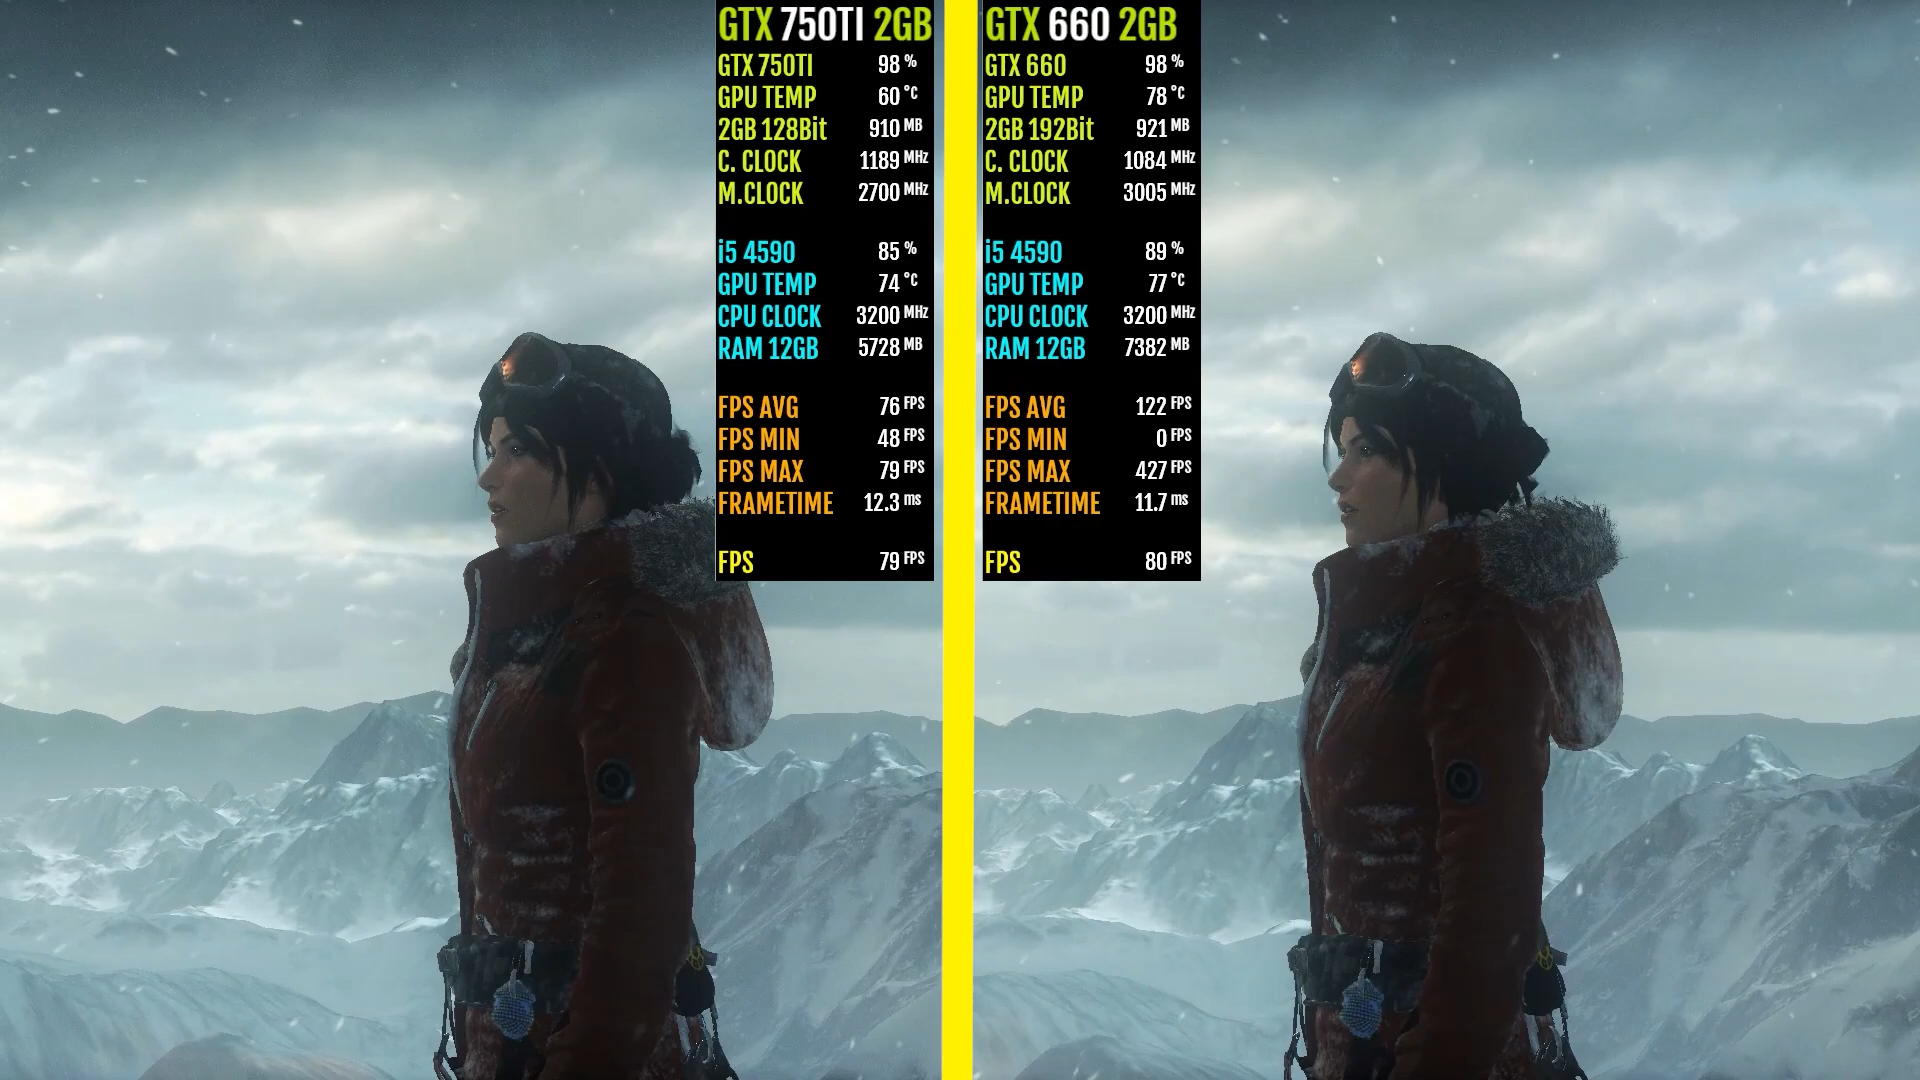 GTX 750TI 2GB
GTX 750TI 98 %
GPU TEMP 60 °C
2GB 128Bit 910 MB
C. CLOCK 1189 MHz
M.CLOCK 2700 MHz
i5 4590 85 %
GPU TEMP 74 °C
CPU CLOCK 3200 MHz
RAM 12GB 5728 MB
FPS AVG 76 FPS
FPS MIN 48 FPS
FPS MAX 79 FPS
FRAMETIME 12.3 ms
FPS 79 FPS
GTX 660 2GB
GTX 660 98 %
GPU TEMP 78 °C
2GB 192Bit 921 MB
C. CLOCK 1084 MHz
M.CLOCK 3005 MHz
i5 4590 89 %
GPU TEMP 77 °C
CPU CLOCK 3200 MHz
RAM 12GB 7382 MB
FPS AVG 122 FPS
FPS MIN 0 FPS
FPS MAX 427 FPS
FRAMETIME 11.7 ms
FPS 80 FPS